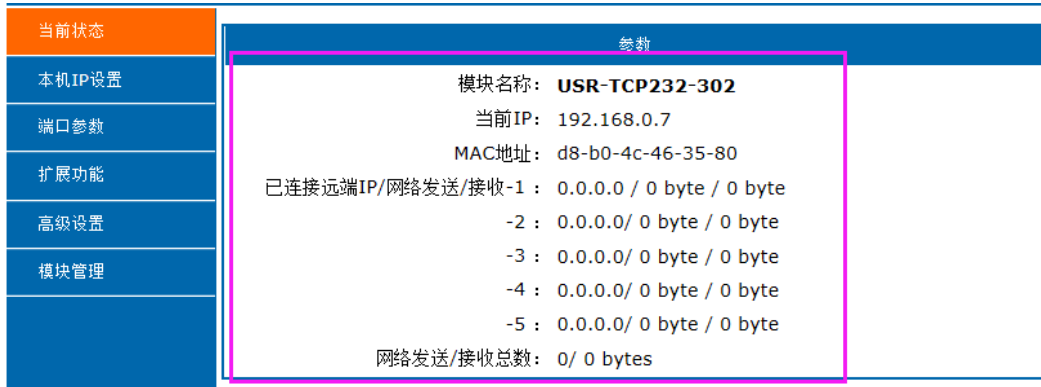 当前状态
本机IP设置
端口参数
扩展功能
高级设置
模块管理
参数
模块名称： USR-TCP232-302
当前IP： 192.168.0.7
MAC地址： d8-b0-4c-46-35-80
已连接远端IP/网络发送/接收-1： 0.0.0.0 / 0 byte / 0 byte
-2： 0.0.0.0/ 0 byte / 0 byte
-3： 0.0.0.0/ 0 byte / 0 byte
-4： 0.0.0.0/ 0 byte / 0 byte
-5： 0.0.0.0/ 0 byte / 0 byte
网络发送/接收总数： 0/ 0 bytes